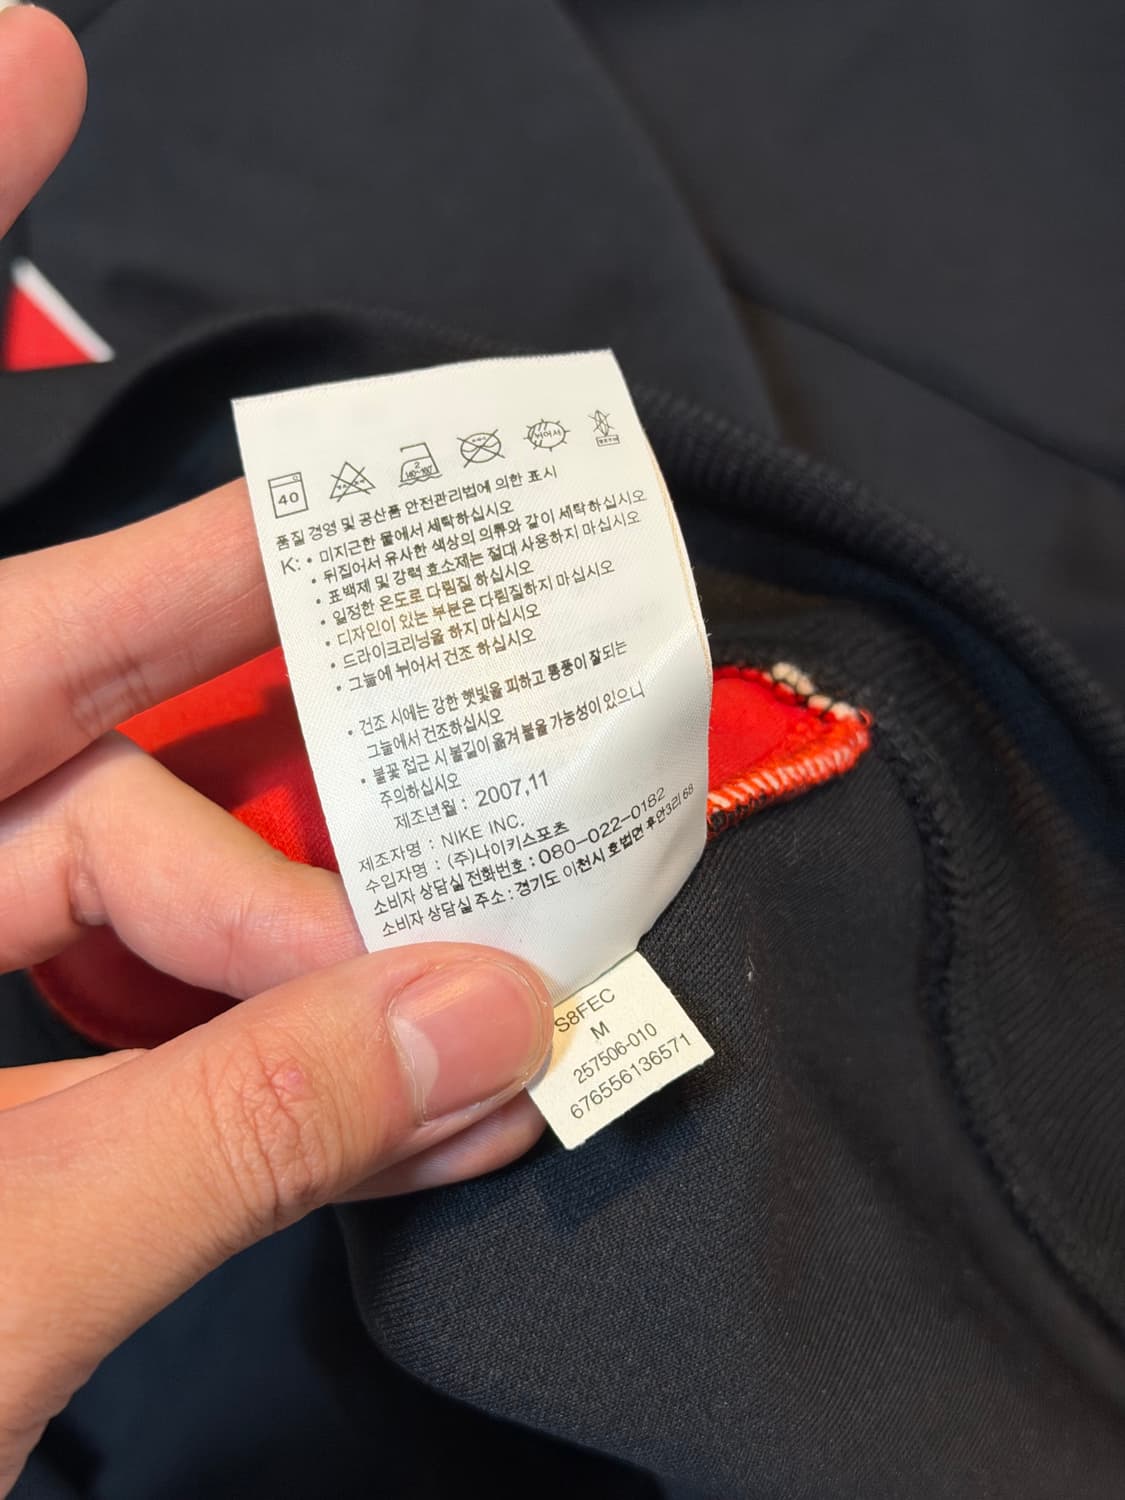 40
2
품질 경영 및 공산품 안전관리법에 의한 표시
K: • 미지근한 물에서 세탁하십시오
• 뒤집어서 유사한 색상의 의류와 같이 세탁하십시오
• 표백제 및 강력 효소제는 절대 사용하지 마십시오
• 일정한 온도로 다림질 하십시오
• 디자인이 있는 부분은 다림질하지 마십시오
• 드라이크리닝을 하지 마십시오
• 그늘에 뉘어서 건조 하십시오
• 건조 시에는 강한 햇빛을 피하고 통풍이 잘되는
그늘에서 건조하십시오
• 불꽃 접근 시 불길이 옮겨 붙을 가능성이 있으니
주의하십시오
제조년월 : 2007,11
제조자명 : NIKE INC.
수입자명 : (주)나이키스포츠
소비자 상담실 전화번호 : 080-022-0182
소비자 상담실 주소 : 경기도 이천시 호법면 후안3리 68
S8FEC
M
257506-010
676556136571